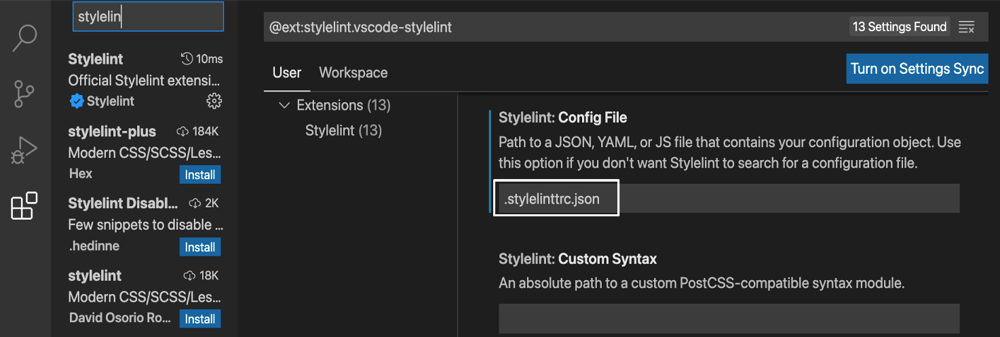 stylelin
Stylelint 10ms
Official Stylelint extensi...
Stylelint
stylelint-plus 184K
Modern CSS/SCSS/Les...
Hex Install
Stylelint Disabl... 2K
Few snippets to disable ...
.hedinne Install
stylelint 18K
Modern CSS/SCSS/Les...
David Osorio Ro... Install
@ext:stylelint.vscode-stylelint 13 Settings Found
User Workspace
Turn on Settings Sync
Extensions (13)
Stylelint (13)
Stylelint: Config File
Path to a JSON, YAML, or JS file that contains your configuration object. Use
this option if you don't want Stylelint to search for a configuration file.
.stylelinttrc.json
Stylelint: Custom Syntax
An absolute path to a custom PostCSS-compatible syntax module.